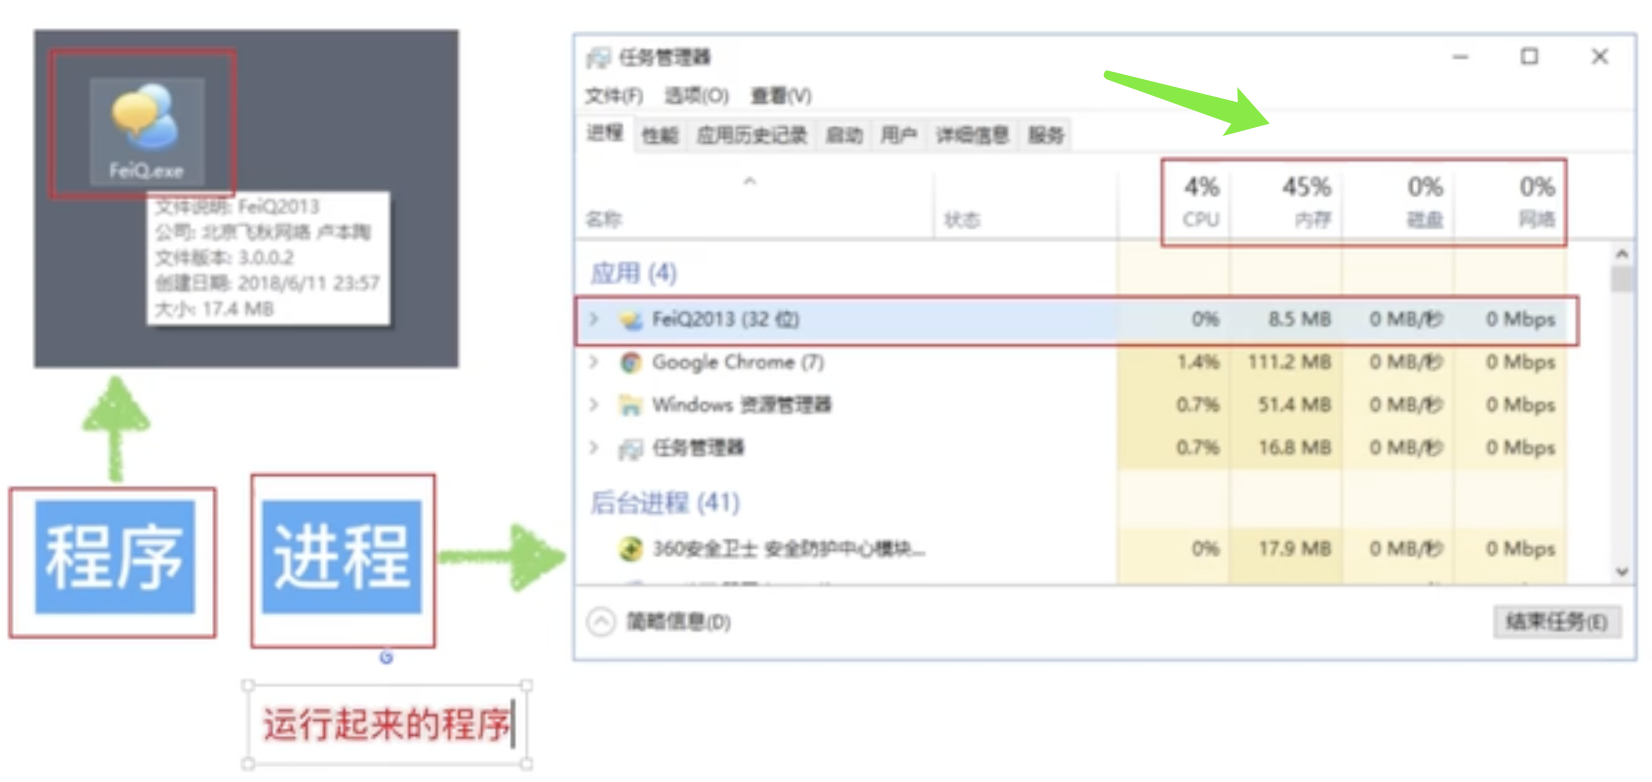 FeiQ.exe
文件说明: FeiQ2013
公司: 北京飞秋网络 卢本陶
文件版本: 3.0.0.2
创建日期: 2018/6/11 23:57
大小: 17.4 MB
程序
进程
运行起来的程序
任务管理器
文件(F) 选项(O) 查看(V)
进程 性能 应用历史记录 启动 用户 详细信息 服务
4% 45% 0% 0%
名称 状态 CPU 内存 磁盘 网络
应用 (4)
FeiQ2013 (32 位) 0% 8.5 MB 0 MB/秒 0 Mbps
Google Chrome (7) 1.4% 111.2 MB 0 MB/秒 0 Mbps
Windows 资源管理器 0.7% 51.4 MB 0 MB/秒 0 Mbps
任务管理器 0.7% 16.8 MB 0 MB/秒 0 Mbps
后台进程 (41)
360安全卫士 安全防护中心模块... 0% 17.9 MB 0 MB/秒 0 Mbps
简略信息(D) 结束任务(E)